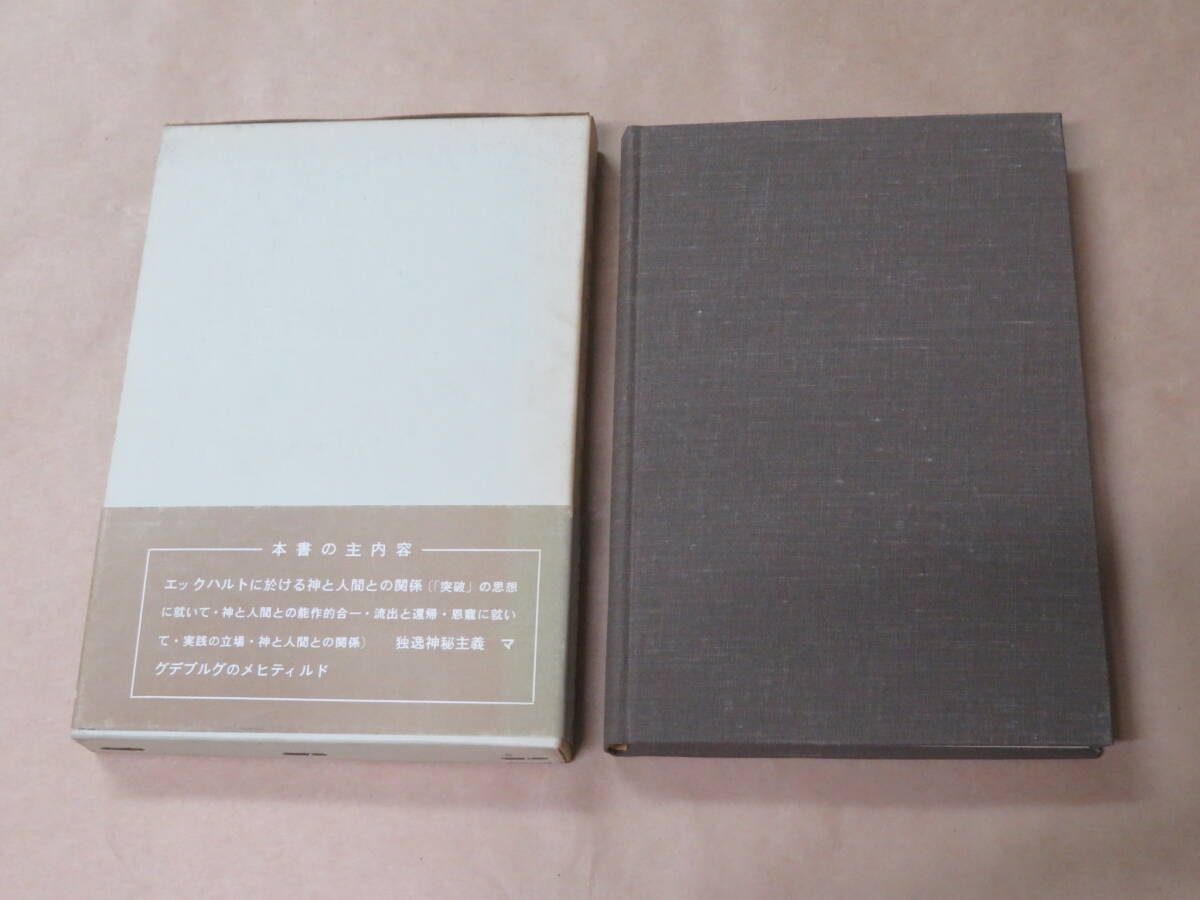 本書の主内容
エックハルトに於ける神と人間との関係(「突破」の思想
に就いて・神と人間との能作的合一・流出と還帰・恩寵に就い
て・実践の立場・神と人間との関係) 独逸神秘主義 マ
グデブルグのメヒティルド